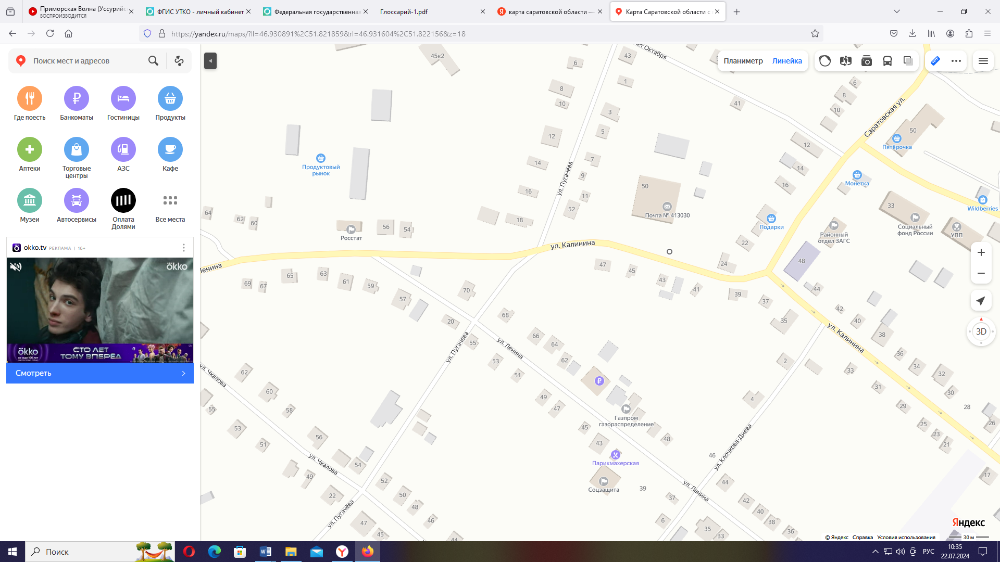 Приморская Волна (Уссурийс
ВОСПРОИЗВОДИТСЯ
ФГИС УТКО - личный кабинет
Федеральная государственная
Глоссарий-1.pdf
карта саратовской области —
Карта Саратовской области с
https://yandex.ru/maps/?ll=46.930891%2C51.821859&rl=46.931604%2C51.822156&z=18
Поиск мест и адресов
Где поесть
Банкоматы
Гостиницы
Продукты
Аптеки
Торговые
центры
АЗС
Кафе
Музеи
Автосервисы
Оплата
Долями
Все места
okko.tv РЕКЛАМА | 16+
ökko
ökko
не жди 100 лет
СТО ЛЕТ
ТОМУ ВПЕРЁД
Смотреть
Планиметр
Линейка
45к2
6
43
лет Октября
8
10
1
3
5
12
14
7
9
16
11
52
18
ул. Пугачёва
41
6
8
10
12
14
16
Саратовская ул.
50
Пятёрочка
Монетка
Wildberries
Продуктовый
рынок
64
62
60
Росстат
56
54
50
Почта № 413030
Подарки
22
24
Районный
отдел ЗАГС
33
Социальный
фонд России
УПП
48
ул. Калинина
Ленина
69
67
65
63
61
59
57
70
47
45
43
41
39
37
44
20
68
66
64
62
55
53
51
49
47
35
42
40
38
ул. Калинина
36
34
32
30
28
26
33
31
29
25
23
21
17
2
4
ул. Пугачёва
ул. Ленина
ул. Чкалова
62
60
58
55
53
51
56
54
49
ул. Чкалова
52
50
48
46
22
47
45
44
ул. Пугачёва
Газпром
газораспределение
45
43
48
Парикмахерская
Соцзащита
39
46
ул. Клочкова-Диева
ул. Ленина
37
44
42
40
38
36
6
35
33
3D
Яндекс
© Яндекс Справка Условия использования
30 м
Поиск
РУС
10:35
22.07.2024